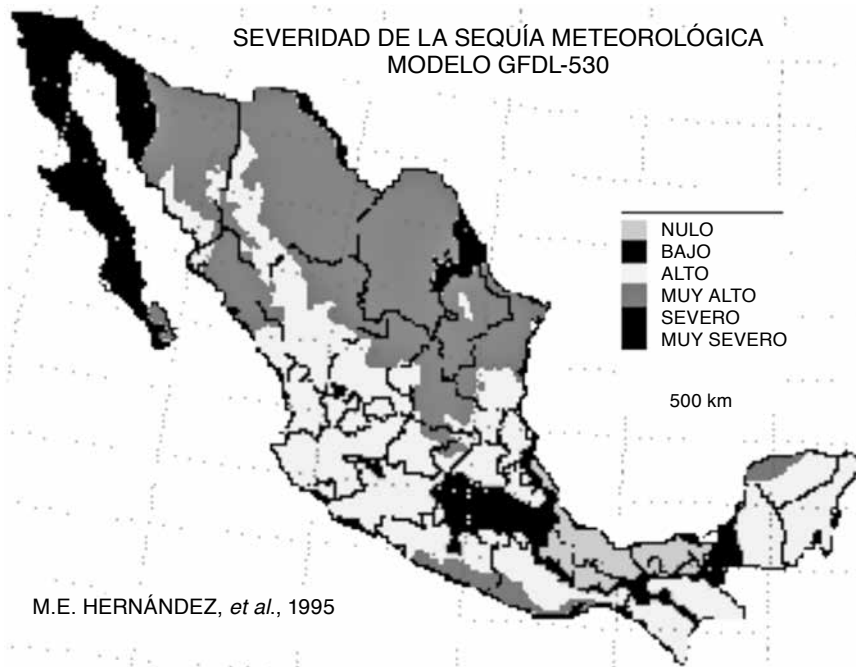 SEVERIDAD DE LA SEQUÍA METEOROLÓGICA
MODELO GFDL-530
NULO
BAJO
ALTO
MUY ALTO
SEVERO
MUY SEVERO
500 km
M.E. HERNÁNDEZ, et al., 1995